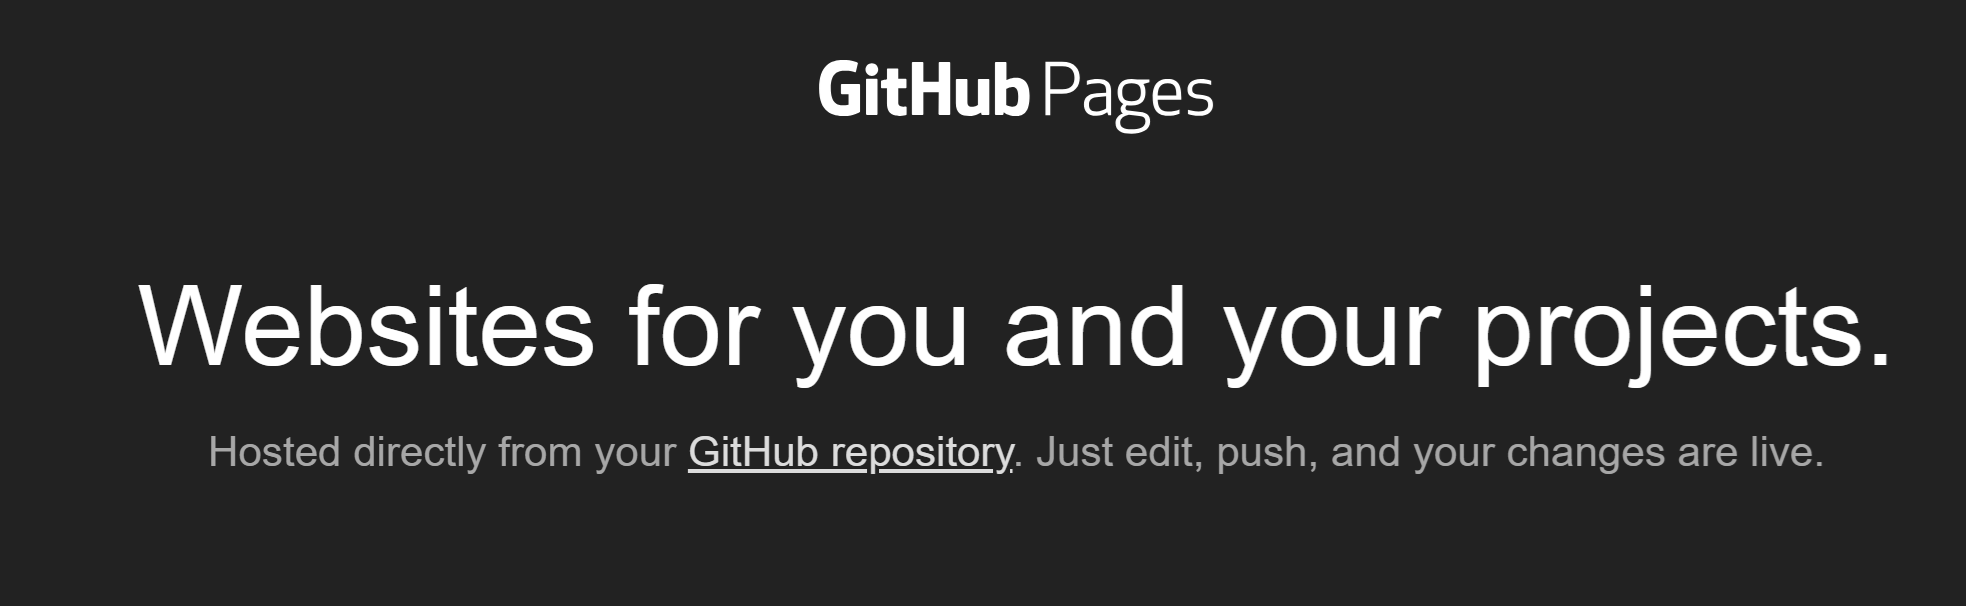 GitHub Pages
Websites for you and your projects.
Hosted directly from your GitHub repository. Just edit, push, and your changes are live.